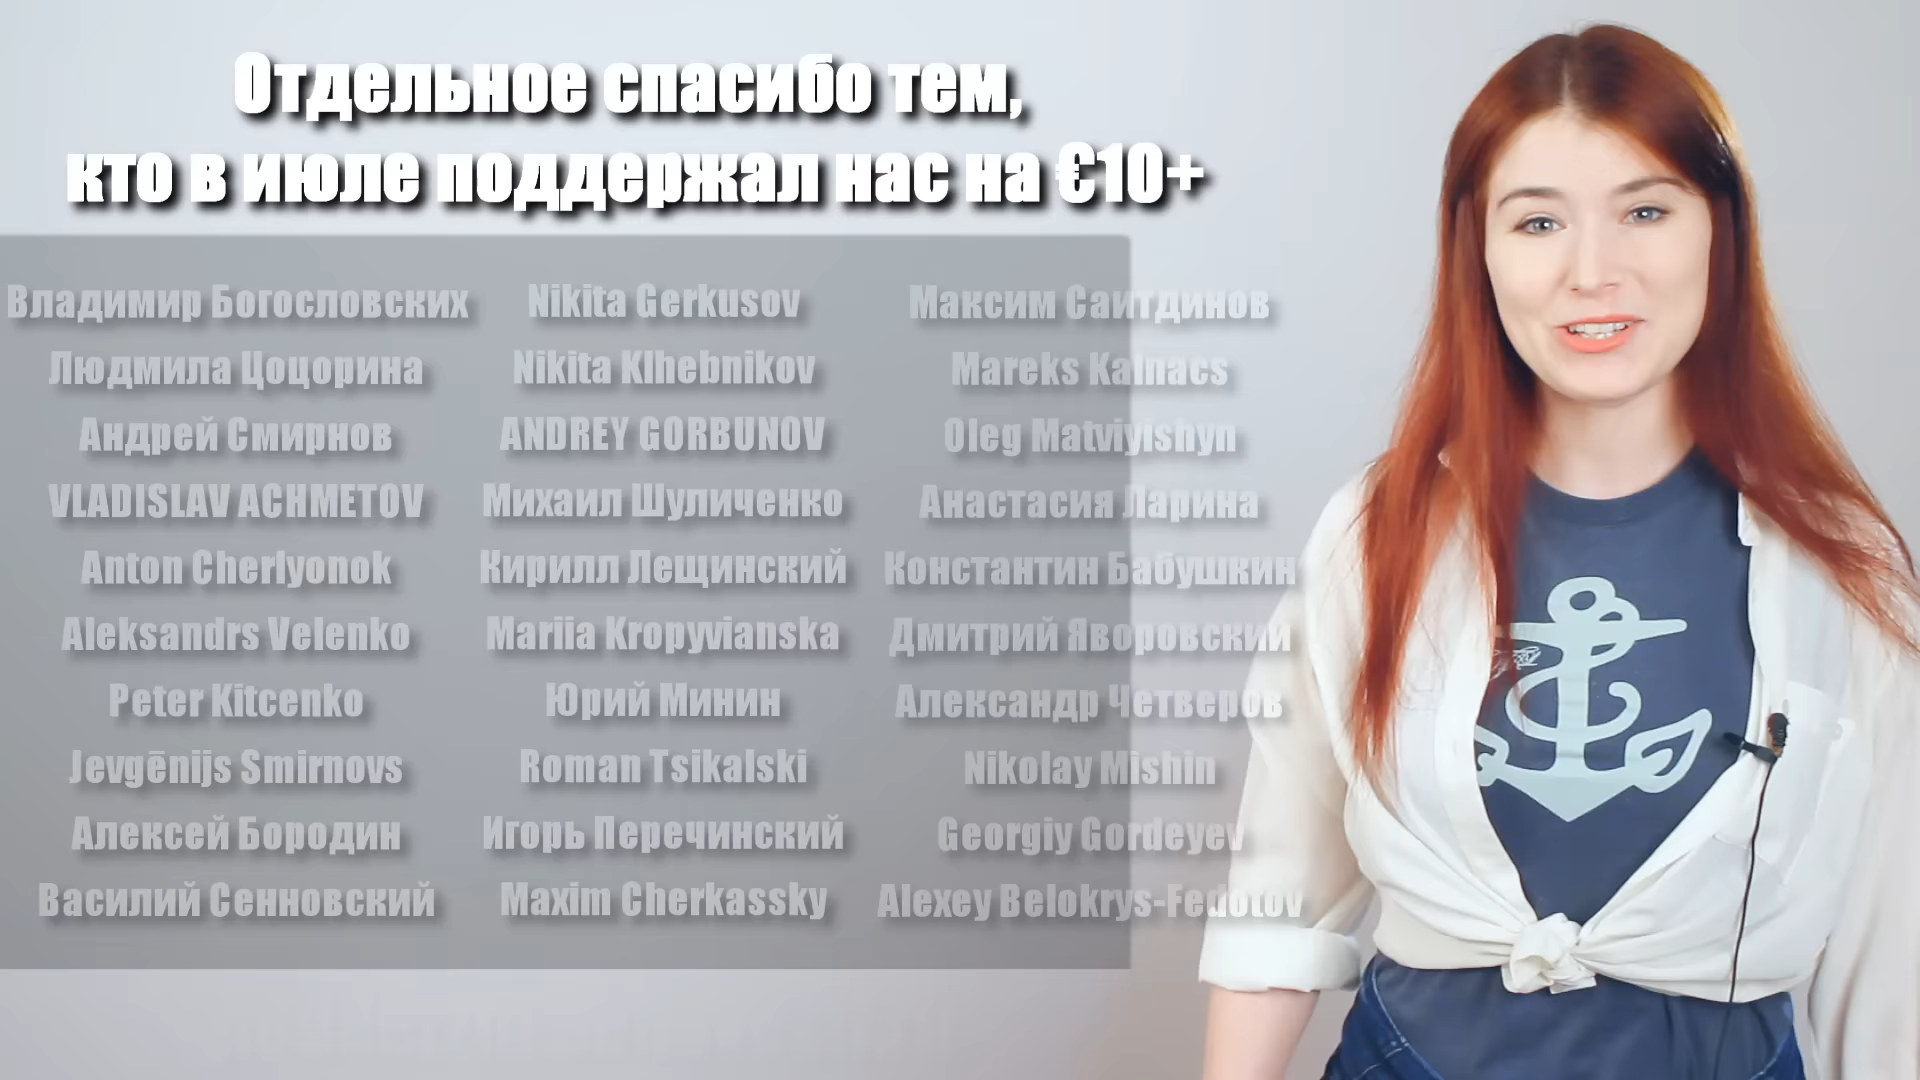 Отдельное спасибо тем,
кто в июле поддержал нас на €10+
Владимир Богословских
Людмила Цоцорина
Андрей Смирнов
VLADISLAV ACHMETOV
Anton Cherlyonok
Aleksandrs Velenko
Peter Kitcenko
Jevgēnijs Smirnovs
Алексей Бородин
Василий Сенновский
Nikita Gerkusov
Nikita Klhebnikov
ANDREY GORBUNOV
Михаил Шуличенко
Кирилл Лещинский
Mariia Kropyvianska
Юрий Минин
Roman Tsikalski
Игорь Перечинский
Maxim Cherkassky
Максим Саитдинов
Mareks Kalnacs
Oleg Matviyishyn
Анастасия Ларина
Константин Бабушкин
Дмитрий Яворовский
Александр Четверов
Nikolay Mishin
Georgiy Gordeyev
Alexey Belokrys-Fedotov